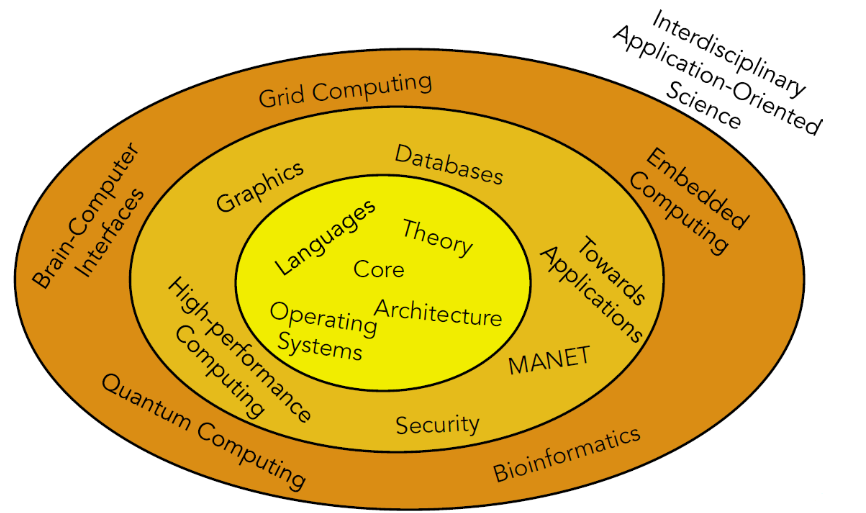 Interdisciplinary
Application-Oriented
Science
Grid Computing
Brain-Computer
Interfaces
Embedded
Computing
Quantum Computing
Bioinformatics
Graphics
Databases
Towards
Applications
High-performance
Computing
MANET
Security
Languages
Theory
Core
Operating
Systems
Architecture